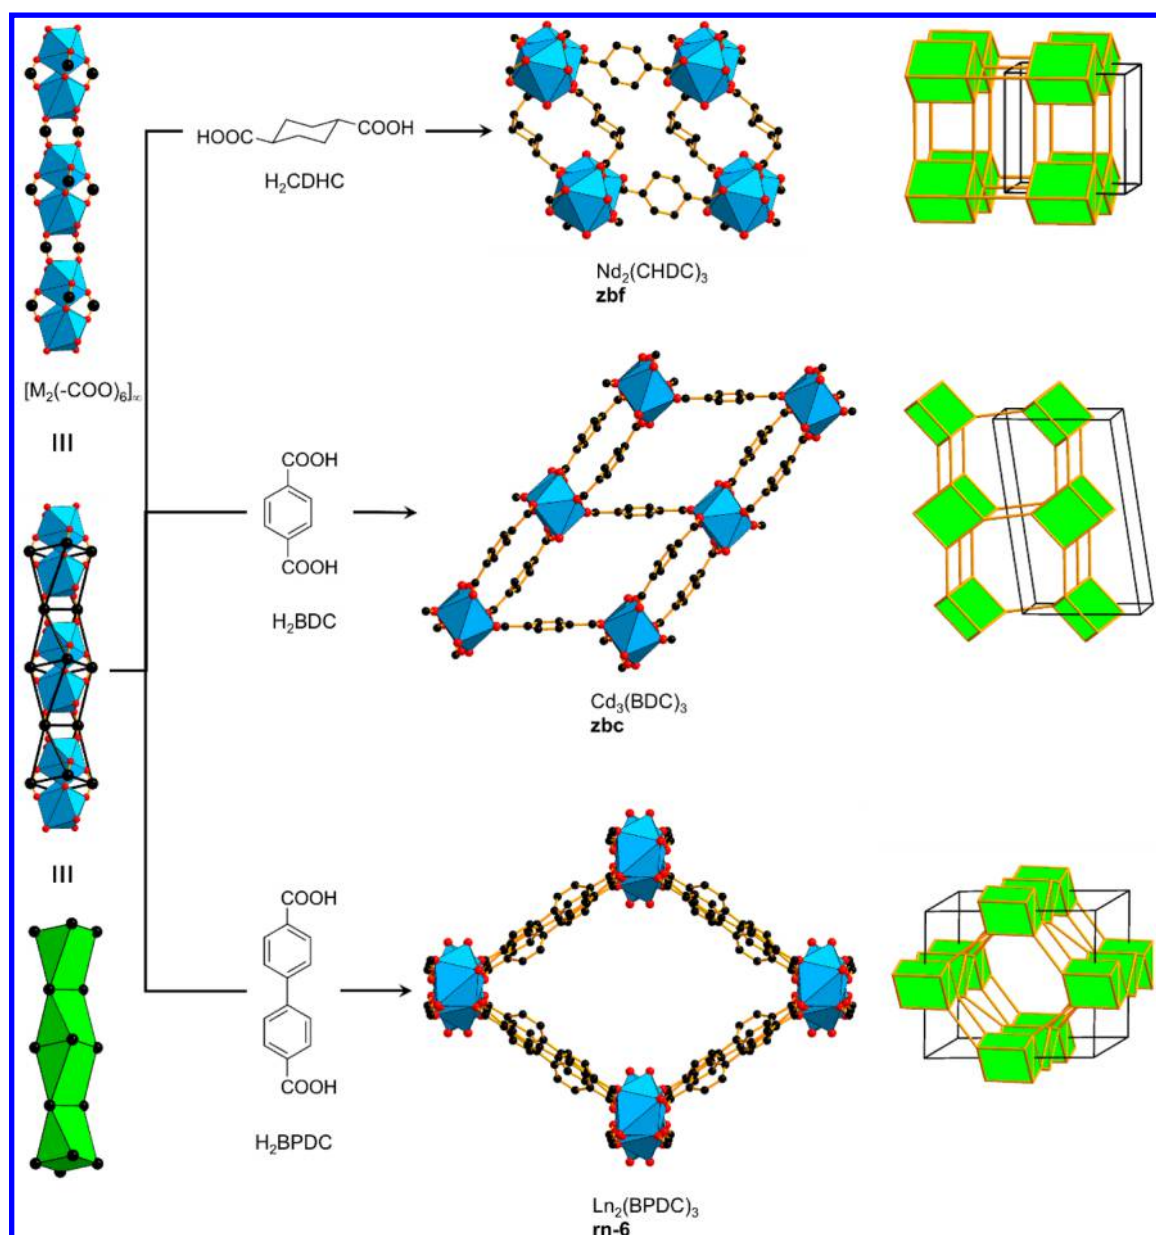 HOOC
COOH
H₂CDHC
Nd₂(CHDC)₃
zbf
[M₂(-COO)₆]∞
III
COOH
COOH
H₂BDC
Cd₃(BDC)₃
zbc
III
COOH
COOH
H₂BPDC
Ln₂(BPDC)₃
rn-6